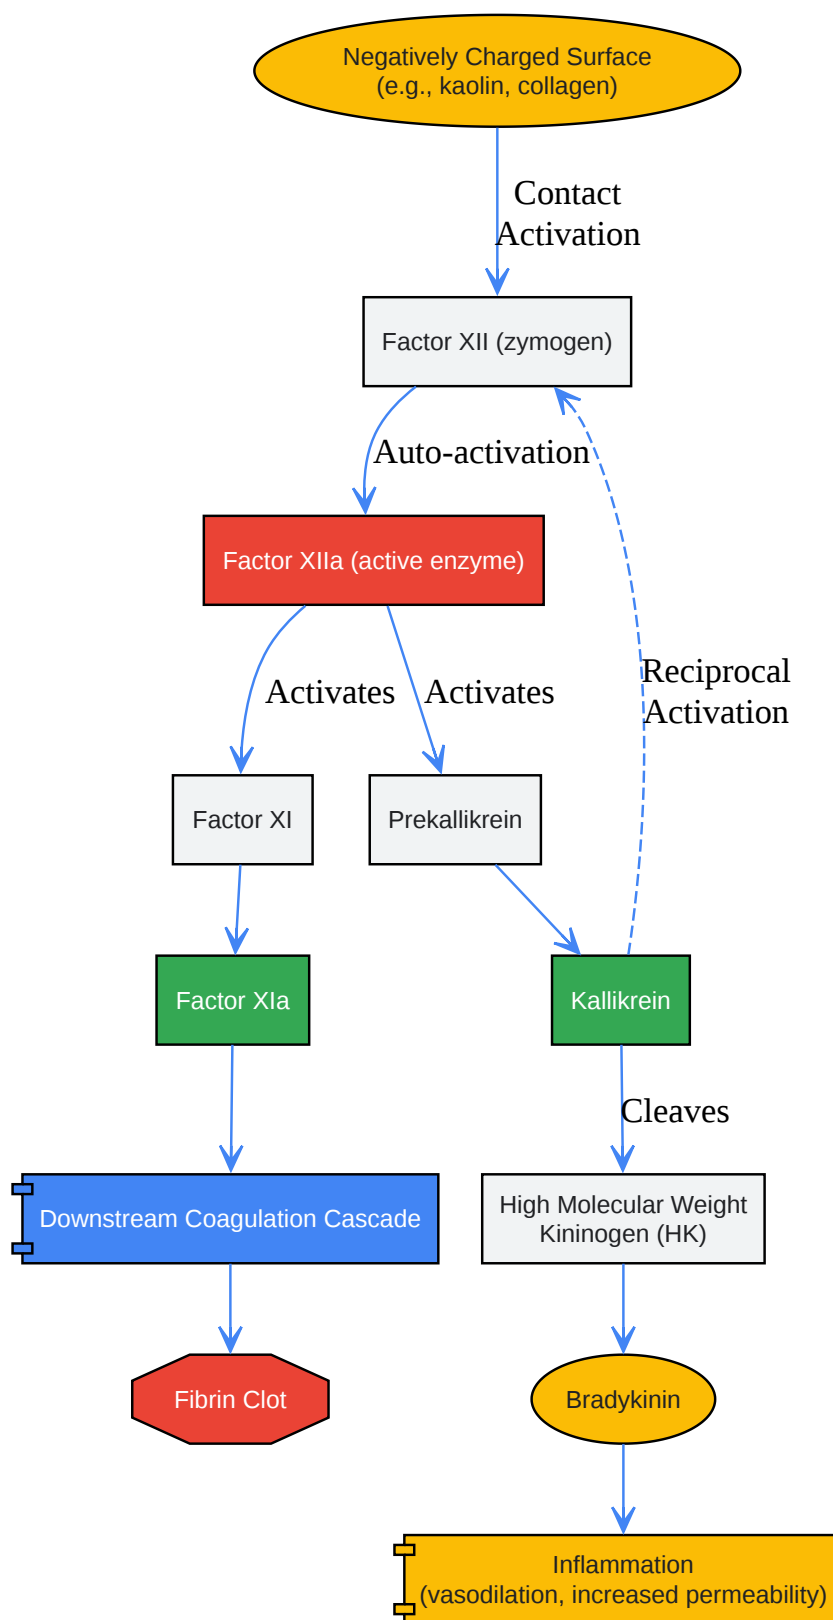 Negatively Charged Surface
(e.g., kaolin, collagen)
Contact
Activation
Factor XII (zymogen)
Auto-activation
Factor XIIa (active enzyme)
Reciprocal
Activation
Activates
Activates
Factor XI
Prekallikrein
Factor XIa
Kallikrein
Cleaves
Downstream Coagulation Cascade
High Molecular Weight
Kininogen (HK)
Fibrin Clot
Bradykinin
Inflammation
(vasodilation, increased permeability)